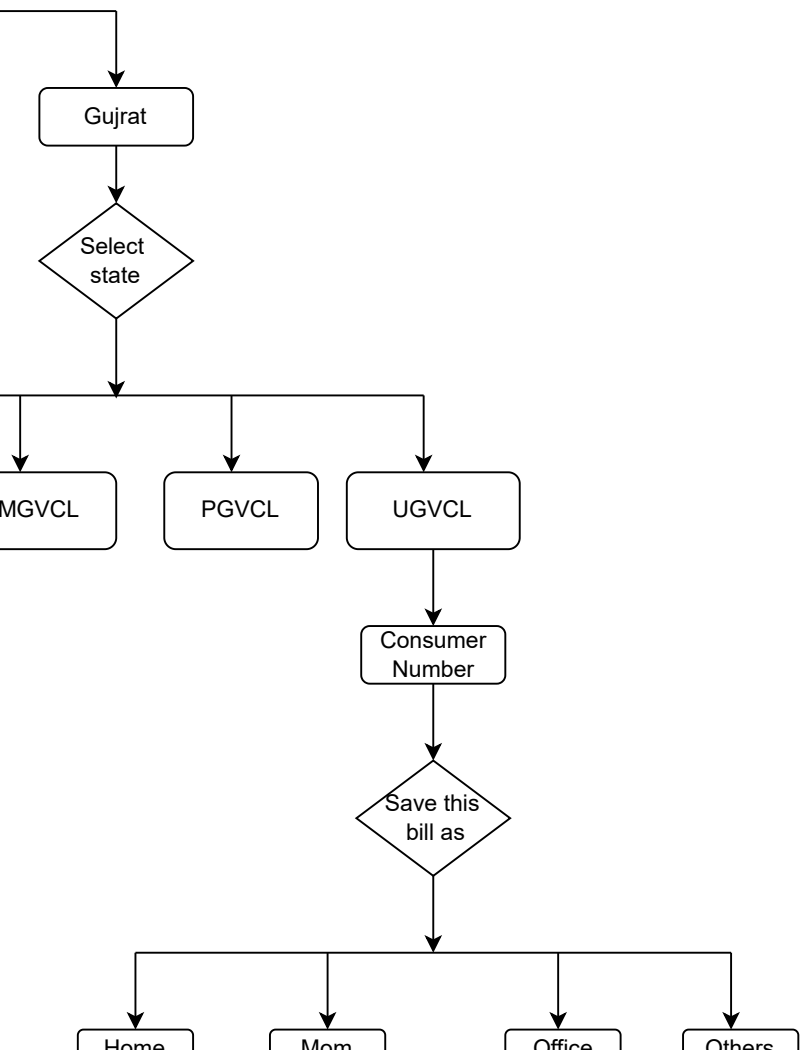 Gujrat
Select
state
MGVCL
PGVCL
UGVCL
Consumer
Number
Save this
bill as
Home
Mom
Office
Others